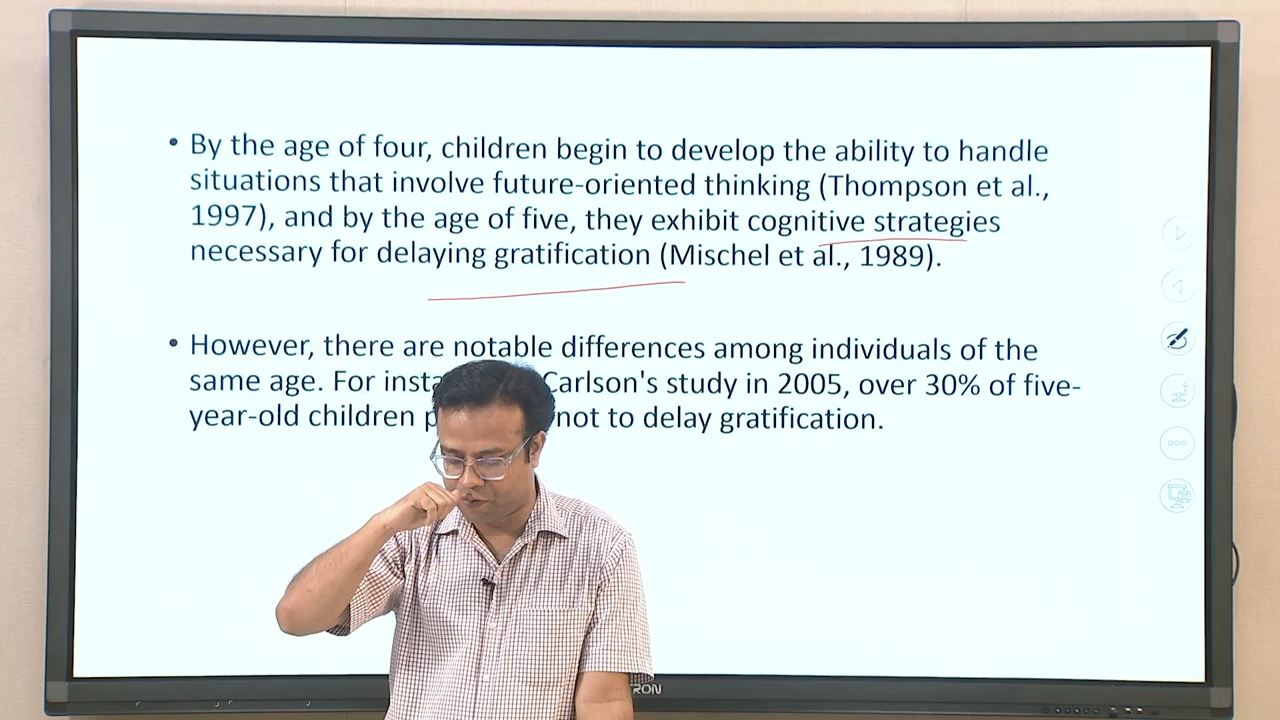 • By the age of four, children begin to develop the ability to handle
situations that involve future-oriented thinking (Thompson et al.,
1997), and by the age of five, they exhibit cognitive strategies
necessary for delaying gratification (Mischel et al., 1989).
• However, there are notable differences among individuals of the
same age. For Carlson's study in 2005, over 30% of five-
year-old children not to delay gratification.